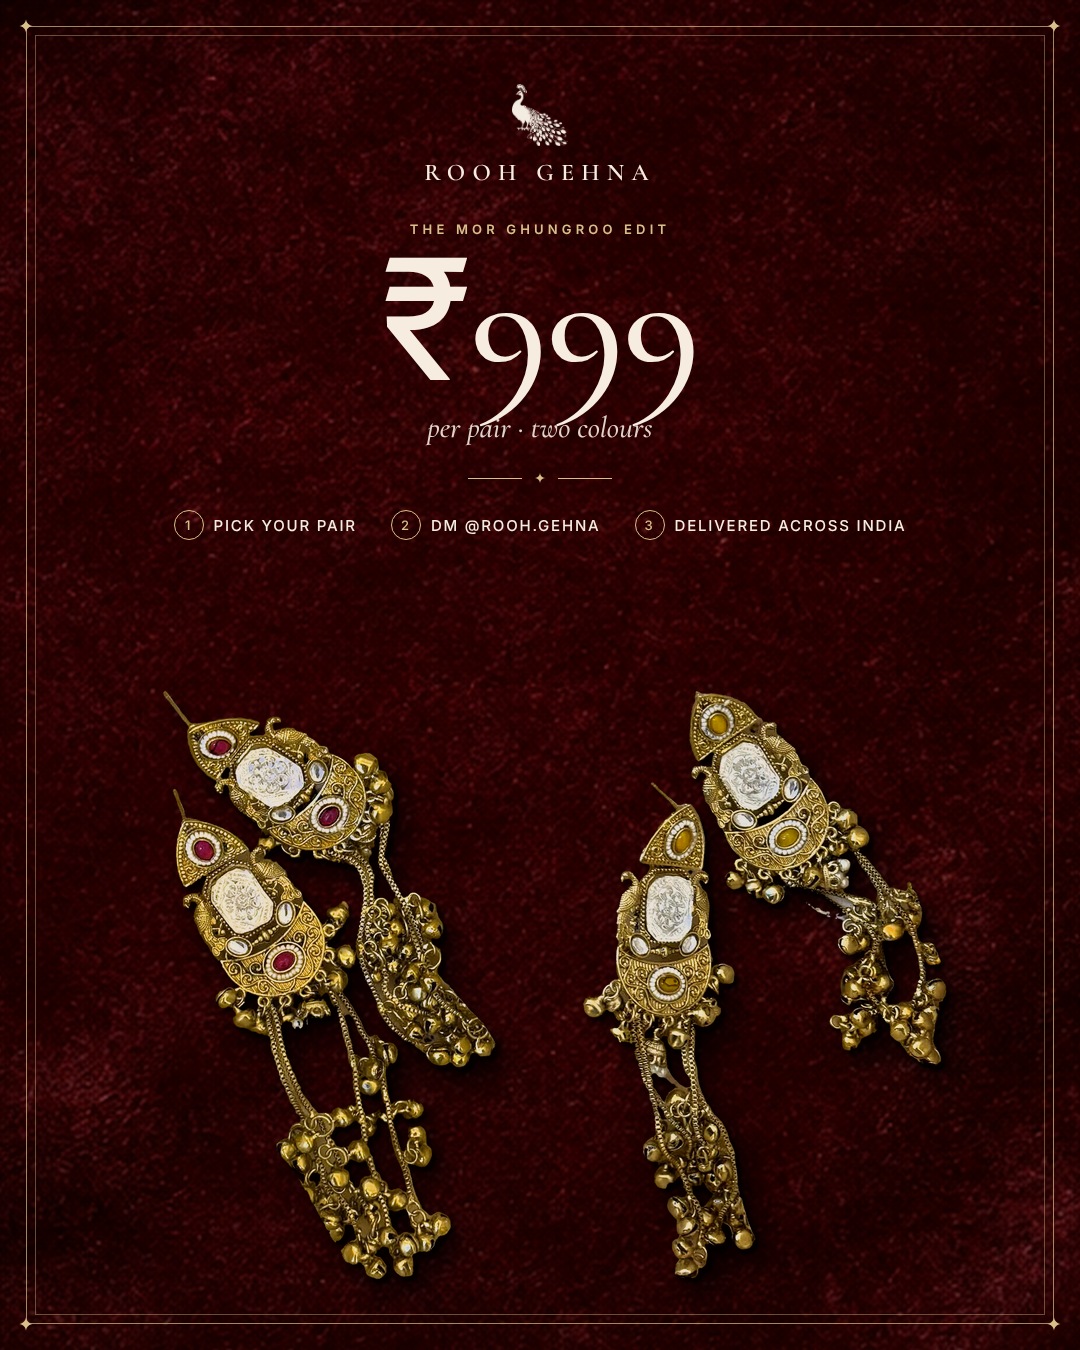 ROOH GEHNA
THE MOR GHUNGROO EDIT
₹999
per pair · two colours
1 PICK YOUR PAIR 2 DM @ROOH.GEHNA 3 DELIVERED ACROSS INDIA